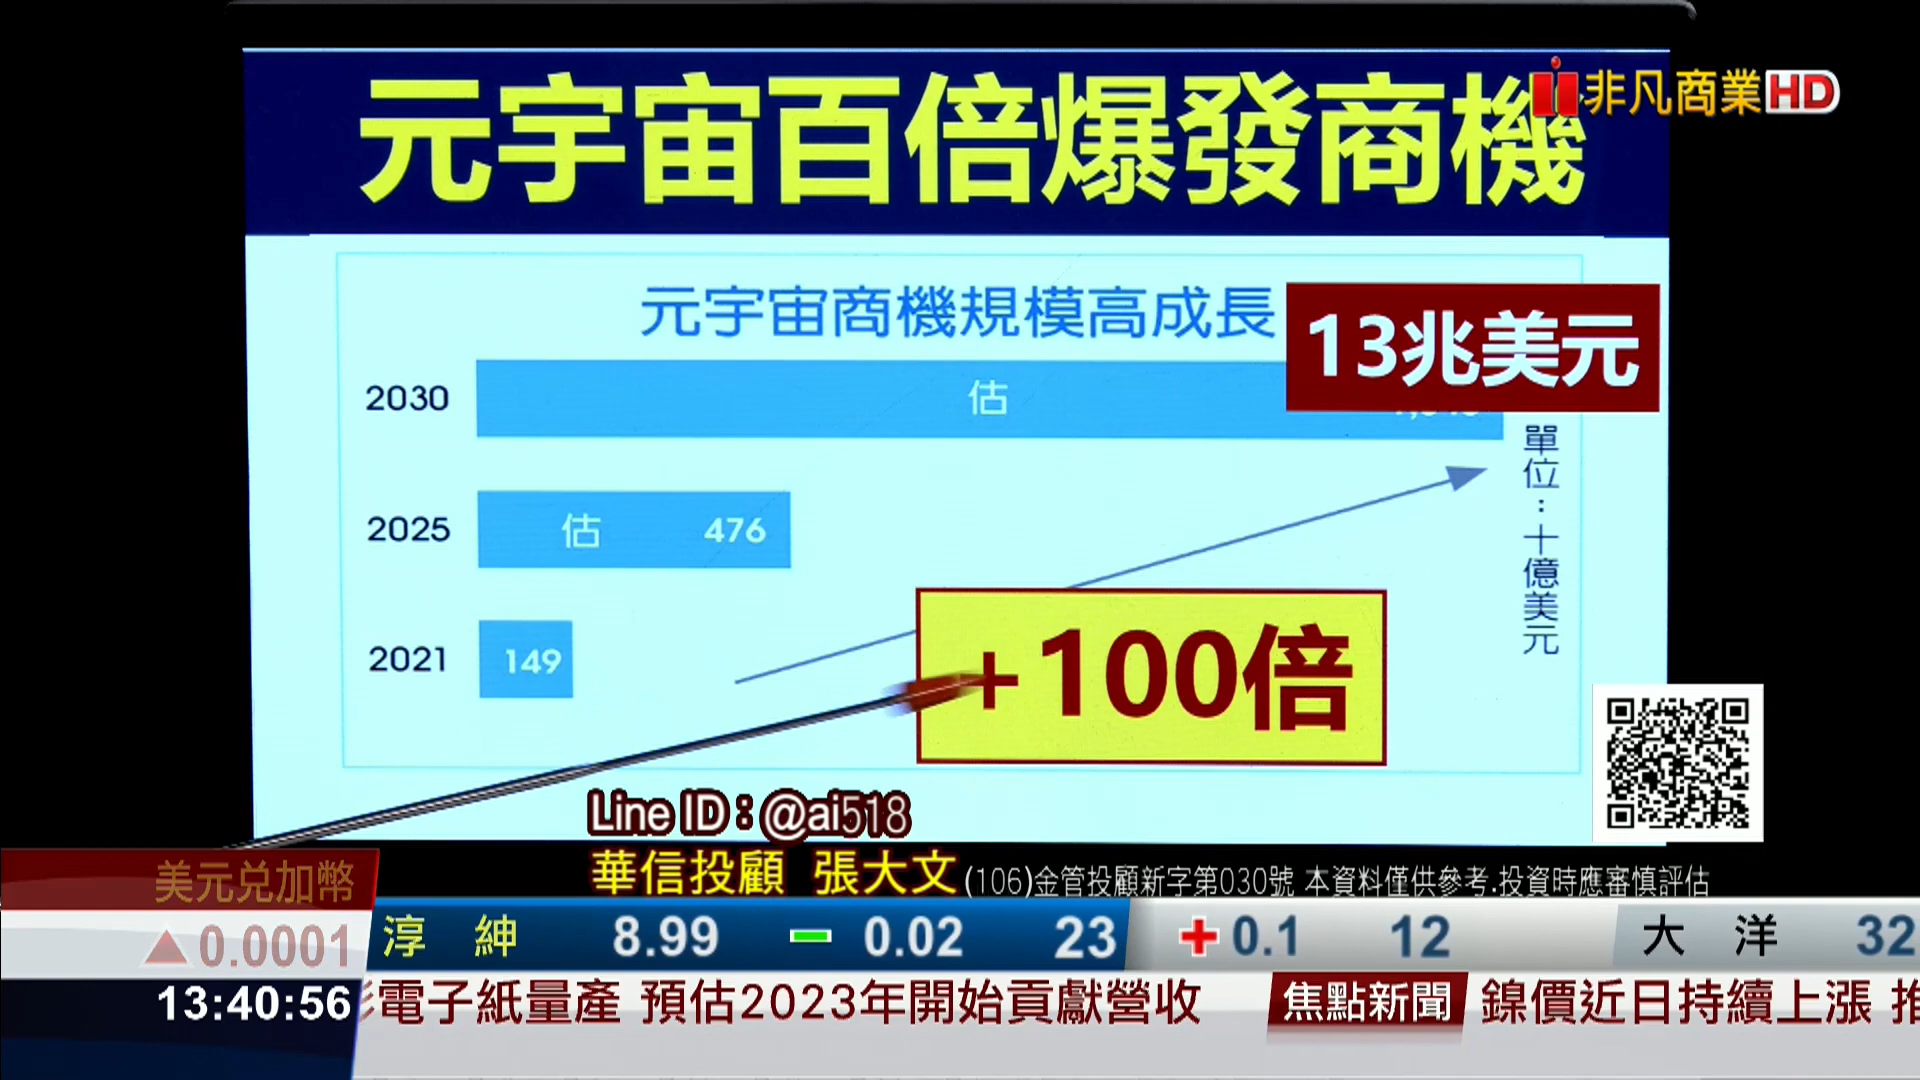 元宇宙百倍爆發商機
非凡商業HD
元宇宙商機規模高成長
13兆美元
2030
估
2025
估 476
2021
149
單位：十億美元
+100倍
Line ID：@ai518
華信投顧 張大文 (106)金管投顧新字第030號 本資料僅供參考.投資時應審慎評估
美元兌加幣
▲0.0001
淳 紳 8.99 － 0.02 23 ＋0.1 12 大 洋 32
13:40:56
電子紙量產 預估2023年開始貢獻營收 焦點新聞 鎳價近日持續上漲